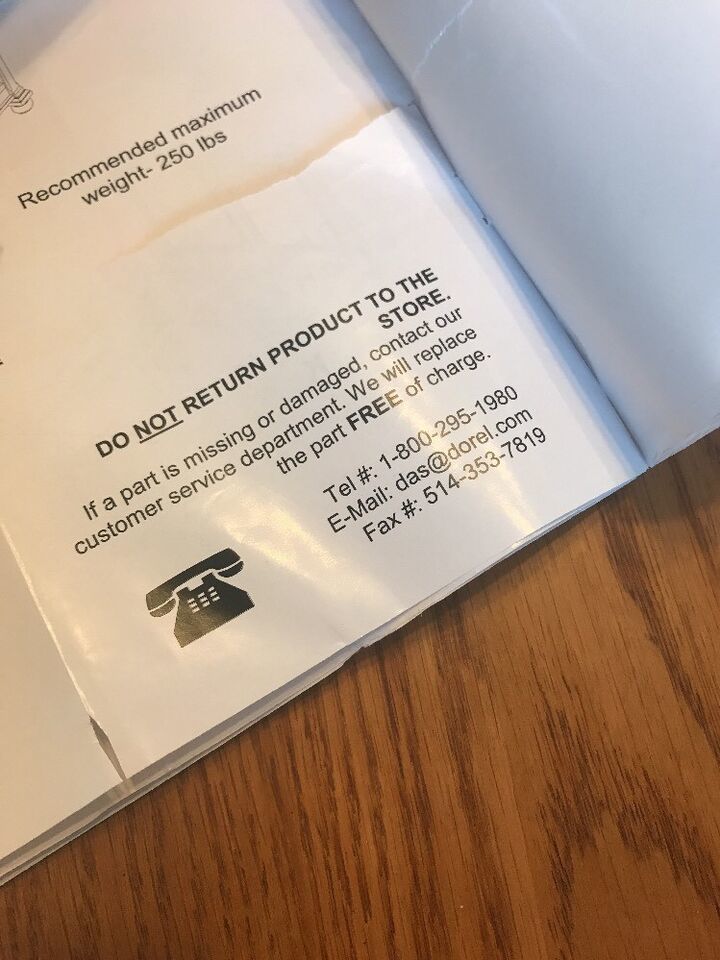 Recommended maximum
weight- 250 lbs
DO NOT RETURN PRODUCT TO THE
STORE.
If a part is missing or damaged, contact our
customer service department. We will replace
the part FREE of charge.
Tel #: 1-800-295-1980
E-Mail: das@dorel.com
Fax #: 514-353-7819